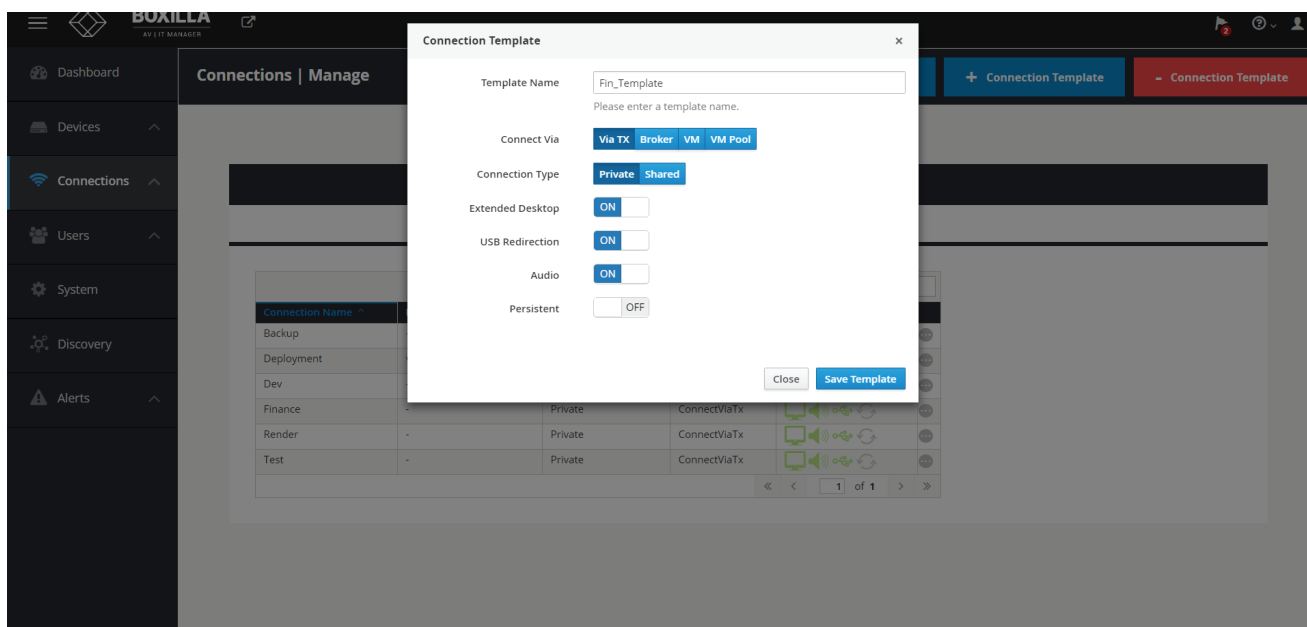 BOXILLA
AV | IT MANAGER
2
Dashboard
Devices
Connections
Users
System
Discovery
Alerts
Connections | Manage
+ Connection Template
- Connection Template
Connection Template ×
Template Name Fin_Template
Please enter a template name.
Connect Via Via TX Broker VM VM Pool
Connection Type Private Shared
Extended Desktop ON
USB Redirection ON
Audio ON
Persistent OFF
Close Save Template
Connection Name
Backup
Deployment
Dev
Finance - Private ConnectViaTx
Render - Private ConnectViaTx
Test - Private ConnectViaTx
« < 1 of 1 > »